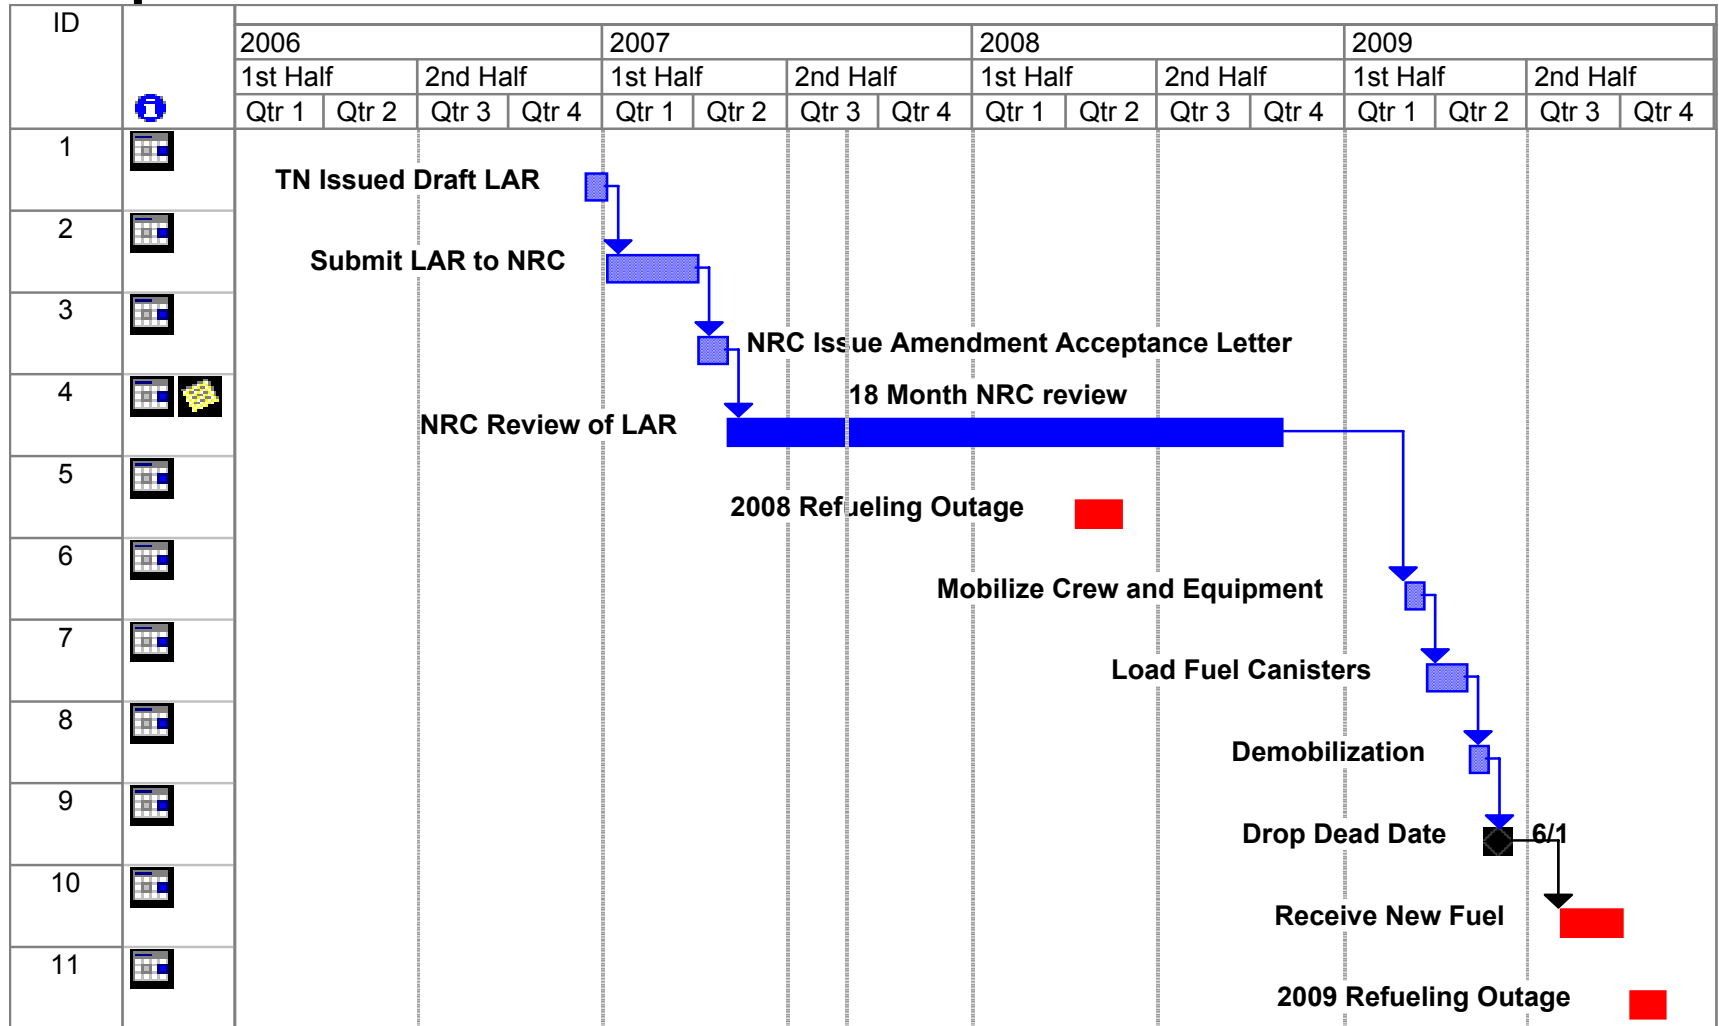 ID
2006 2007 2008 2009
1st Half 2nd Half 1st Half 2nd Half 1st Half 2nd Half 1st Half 2nd Half
Qtr 1 Qtr 2 Qtr 3 Qtr 4 Qtr 1 Qtr 2 Qtr 3 Qtr 4 Qtr 1 Qtr 2 Qtr 3 Qtr 4 Qtr 1 Qtr 2 Qtr 3 Qtr 4
1
TN Issued Draft LAR
2
Submit LAR to NRC
3
NRC Issue Amendment Acceptance Letter
4
18 Month NRC review
NRC Review of LAR
5
2008 Refueling Outage
6
Mobilize Crew and Equipment
7
Load Fuel Canisters
8
Demobilization
9
Drop Dead Date 6/1
10
Receive New Fuel
11
2009 Refueling Outage